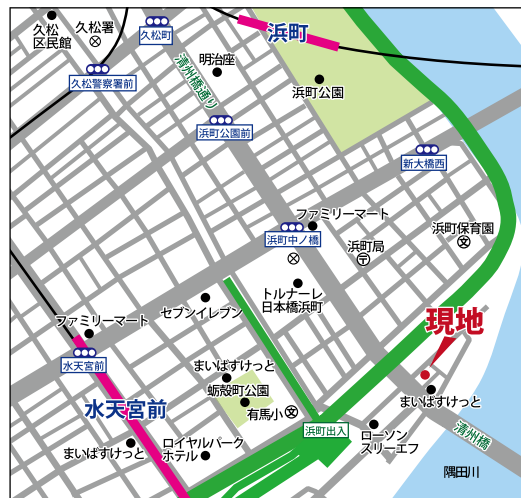 久松
区民館
久松署
久松町
浜町
明治座
清州橋通り
久松警察署前
浜町公園
浜町公園前
新大橋西
ファミリーマート
浜町中ノ橋
浜町局
浜町保育園
トルナーレ
日本橋浜町
セブンイレブン
ファミリーマート
現地
水天宮前
まいばすけっと
蛎殻町公園
水天宮前
有馬小
まいばすけっと
浜町出入
ローソン
スリーエフ
清州橋
まいばすけっと
ロイヤルパーク
ホテル
隅田川